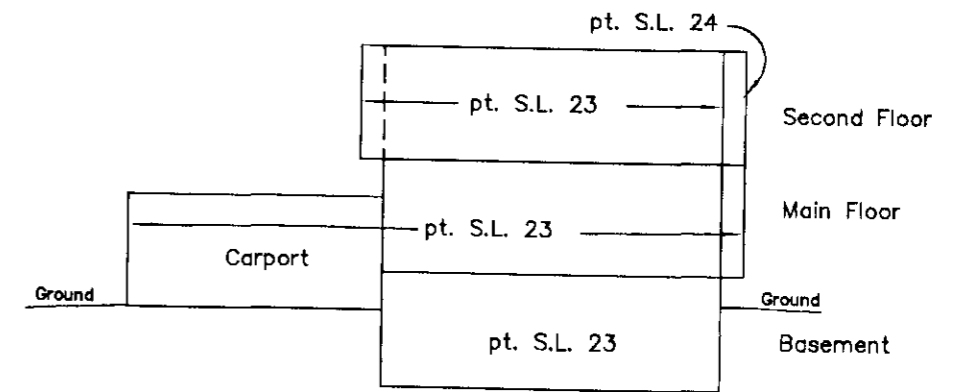 pt. S.L. 24
pt. S.L. 23
Second Floor
Main Floor
pt. S.L. 23
Carport
Ground
Ground
pt. S.L. 23
Basement